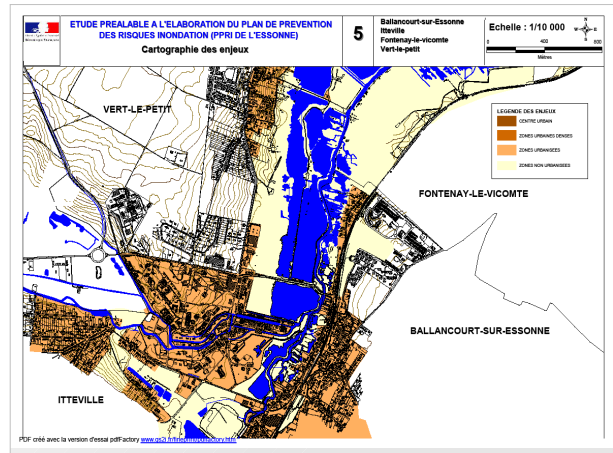 ETUDE PREALABLE A L'ELABORATION DU PLAN DE PREVENTION
DES RISQUES INONDATION (PPRI DE L'ESSONNE)
Cartographie des enjeux
5
Ballancourt-sur-Essonne
Itteville
Fontenay-le-vicomte
Vert-le-petit
Echelle : 1/10 000
0 400 800
Mètres
VERT-LE-PETIT
LEGENDE DES ENJEUX
CENTRE URBAIN
ZONES URBAINES DENSES
ZONES URBANISEES
ZONES NON URBANISEES
FONTENAY-LE-VICOMTE
BALLANCOURT-SUR-ESSONNE
ITTEVILLE
PDF créé avec la version d'essai pdfFactory